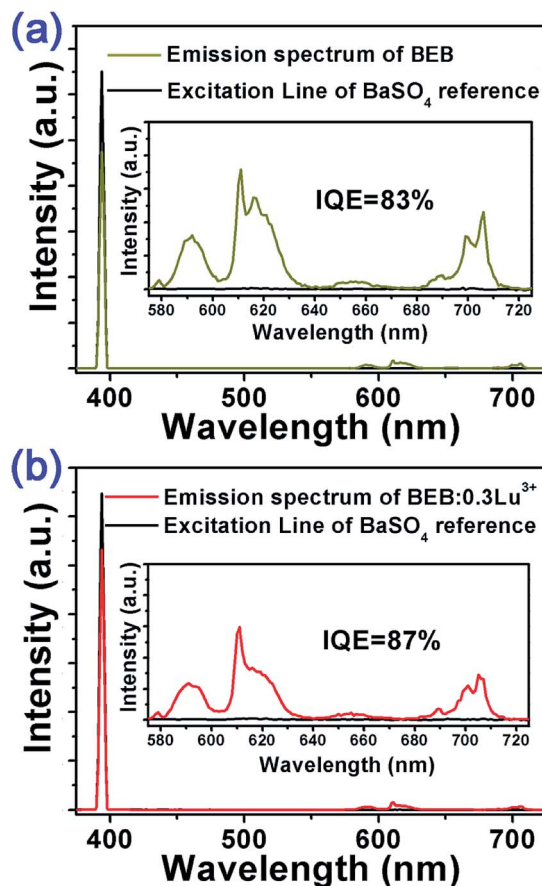 (a)
Emission spectrum of BEB
Excitation Line of BaSO₄ reference
IQE=83%
Intensity (a.u.)
580 600 620 640 660 680 700 720
Wavelength (nm)
Intensity (a.u.)
400 500 600 700
Wavelength (nm)
(b)
Emission spectrum of BEB:0.3Lu³⁺
Excitation Line of BaSO₄ reference
IQE=87%
Intensity (a.u.)
580 600 620 640 660 680 700 720
Wavelength (nm)
Intensity (a.u.)
400 500 600 700
Wavelength (nm)